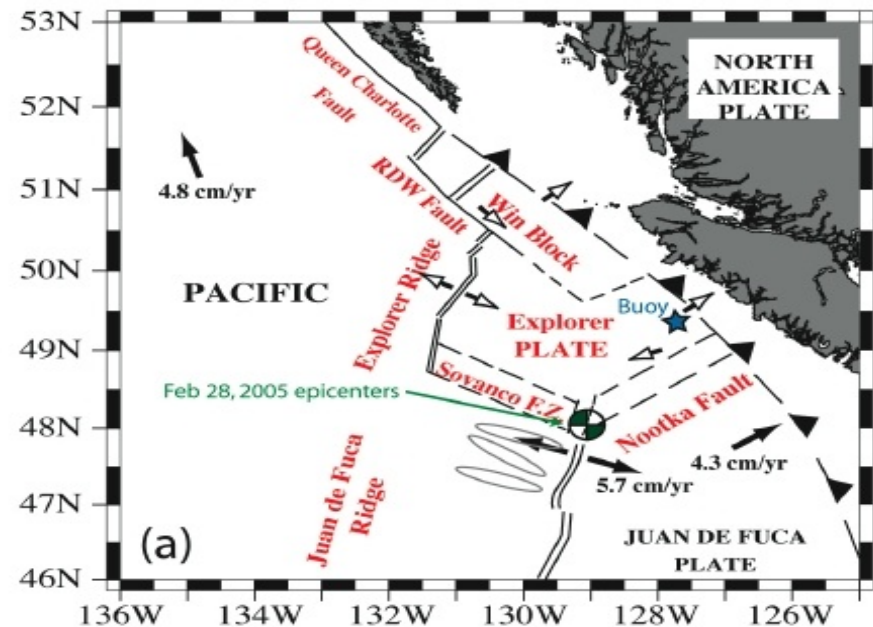 53N
52N
51N
50N
49N
48N
47N
46N
136W
134W
132W
130W
128W
126W
Queen Charlotte
Fault
NORTH
AMERICA
PLATE
4.8 cm/yr
RDW Fault
Win Block
PACIFIC
Explorer Ridge
Buoy
Explorer
PLATE
Feb 28, 2005 epicenters
Sovanco F.Z.
Nootka Fault
4.3 cm/yr
5.7 cm/yr
Juan de Fuca
Ridge
JUAN DE FUCA
PLATE
(a)